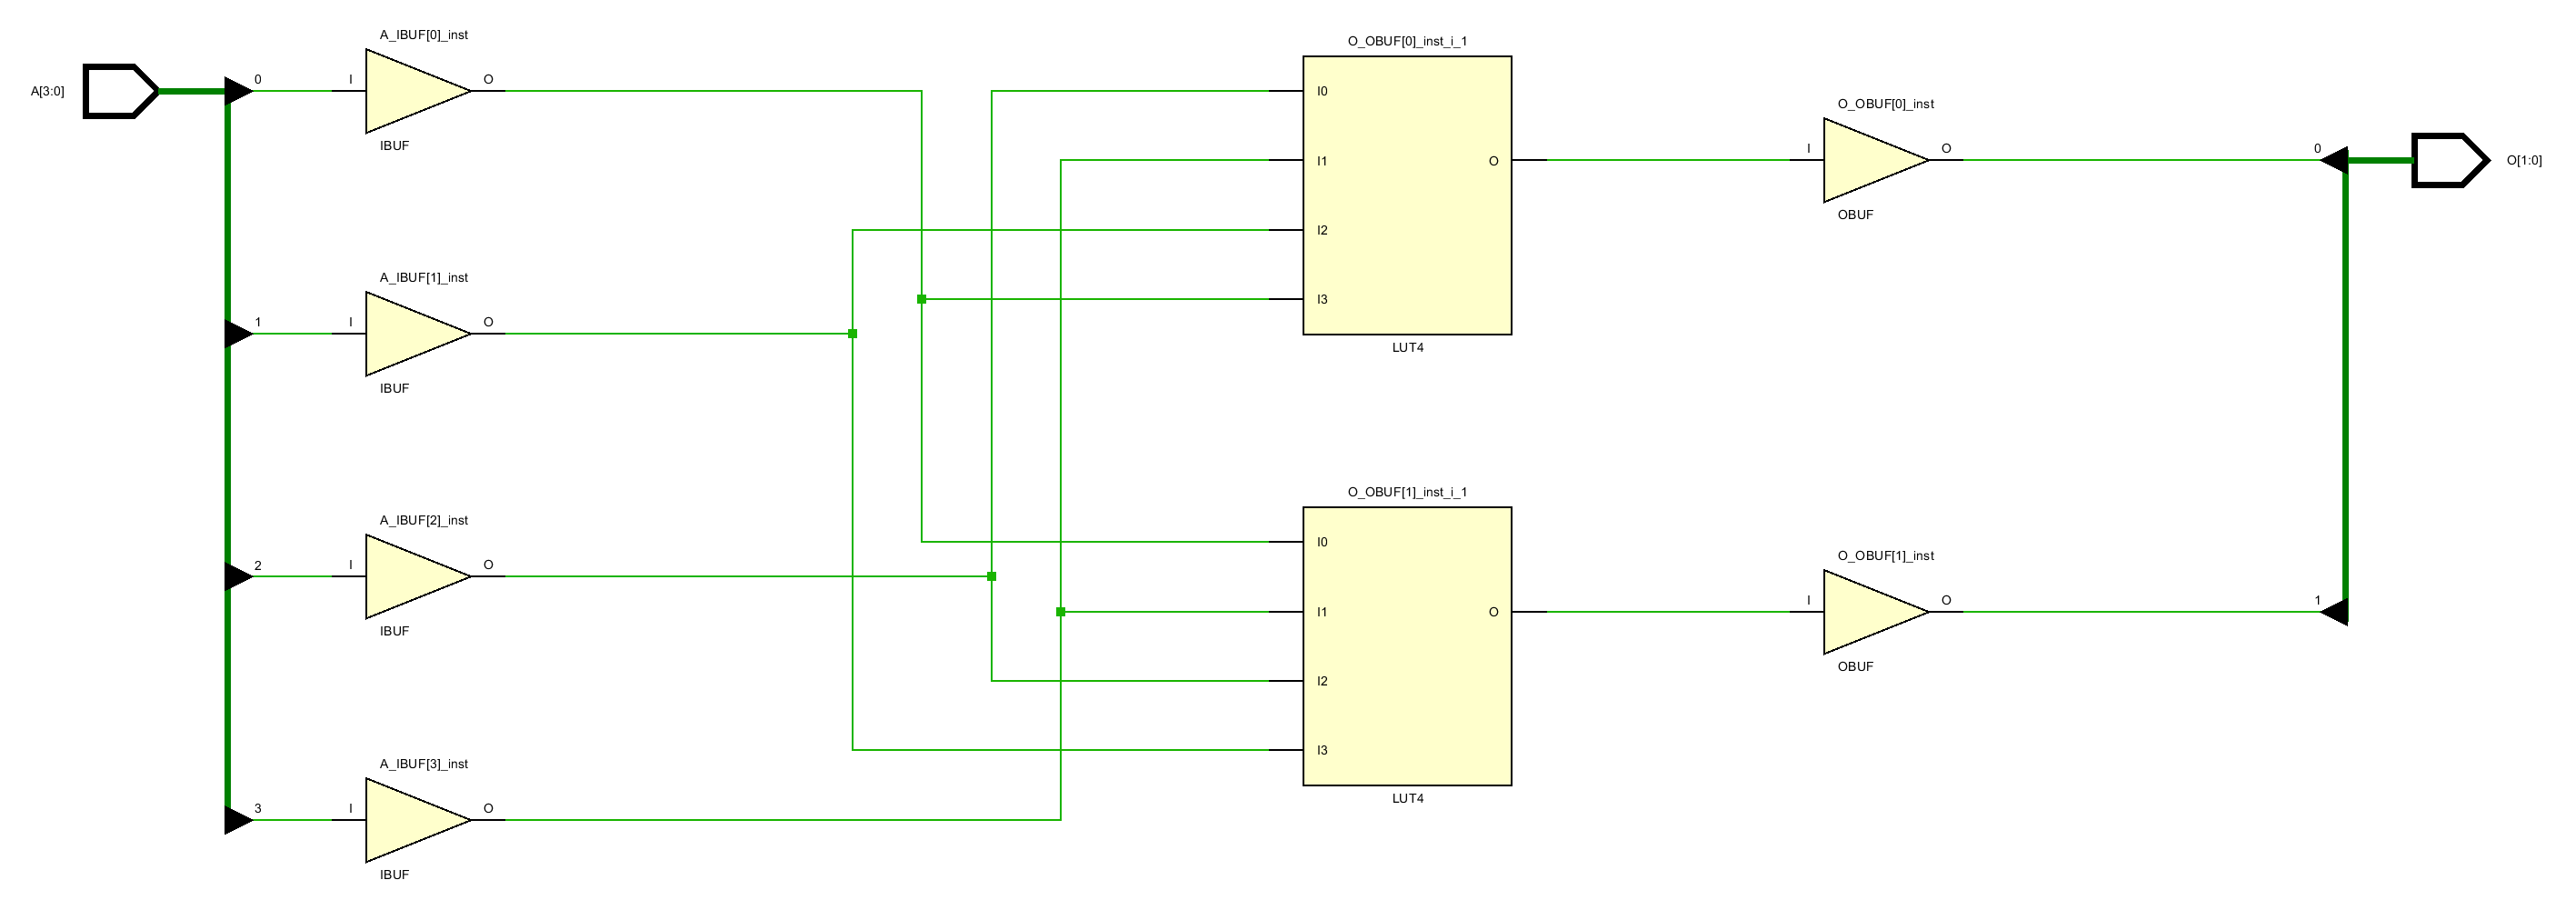 A[3:0]
0
I
A_IBUF[0]_inst
O
IBUF
1
I
A_IBUF[1]_inst
O
IBUF
2
I
A_IBUF[2]_inst
O
IBUF
3
I
A_IBUF[3]_inst
O
IBUF
O_OBUF[0]_inst_i_1
I0
I1
I2
I3
O
LUT4
O_OBUF[1]_inst_i_1
I0
I1
I2
I3
O
LUT4
O_OBUF[0]_inst
I
O
OBUF
0
O_OBUF[1]_inst
I
O
OBUF
1
O[1:0]